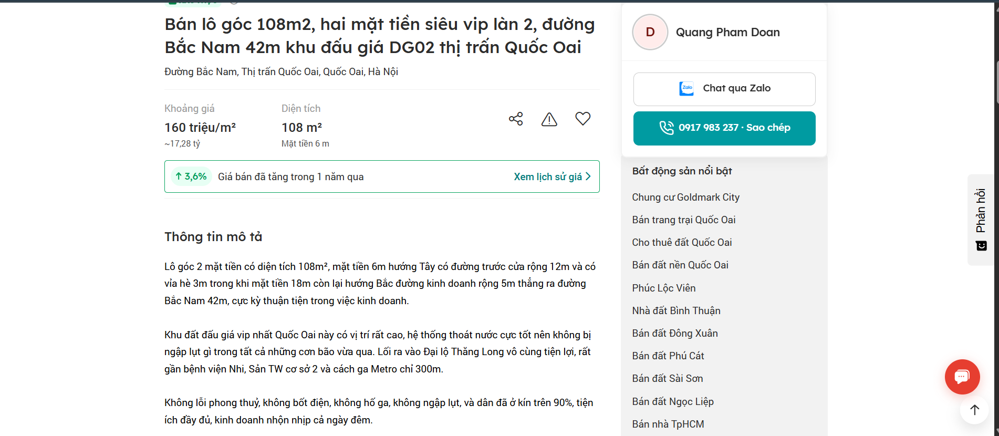 Bán lô góc 108m2, hai mặt tiền siêu vip làn 2, đường
Bắc Nam 42m khu đấu giá DG02 thị trấn Quốc Oai
Đường Bắc Nam, Thị trấn Quốc Oai, Quốc Oai, Hà Nội
Khoảng giá
160 triệu/m²
~17,28 tỷ
Diện tích
108 m²
Mặt tiền 6 m
3,6%
Giá bán đã tăng trong 1 năm qua
Xem lịch sử giá
Thông tin mô tả
Lô góc 2 mặt tiền có diện tích 108m², mặt tiền 6m hướng Tây có đường trước cửa rộng 12m và có
vỉa hè 3m trong khi mặt tiền 18m còn lại hướng Bắc đường kinh doanh rộng 5m thẳng ra đường
Bắc Nam 42m, cực kỳ thuận tiện trong việc kinh doanh.
Khu đất đấu giá vip nhất Quốc Oai này có vị trí rất cao, hệ thống thoát nước cực tốt nên không bị
ngập lụt gì trong tất cả những cơn bão vừa qua. Lối ra vào Đại lộ Thăng Long vô cùng tiện lợi, rất
gần bệnh viện Nhi, Sản TW cơ sở 2 và cách ga Metro chỉ 300m.
Không lỗi phong thuỷ, không bốt điện, không hố ga, không ngập lụt, và dân đã ở kín trên 90%, tiện
ích đầy đủ, kinh doanh nhộn nhịp cả ngày đêm.
D
Quang Pham Doan
Zalo
Chat qua Zalo
0917 983 237 · Sao chép
Bất động sản nổi bật
Chung cư Goldmark City
Bán trang trại Quốc Oai
Cho thuê đất Quốc Oai
Bán đất nền Quốc Oai
Phúc Lộc Viên
Nhà đất Bình Thuận
Bán đất Đông Xuân
Bán đất Phú Cát
Bán đất Sài Sơn
Bán đất Ngọc Liệp
Bán nhà TpHCM
Phản hồi